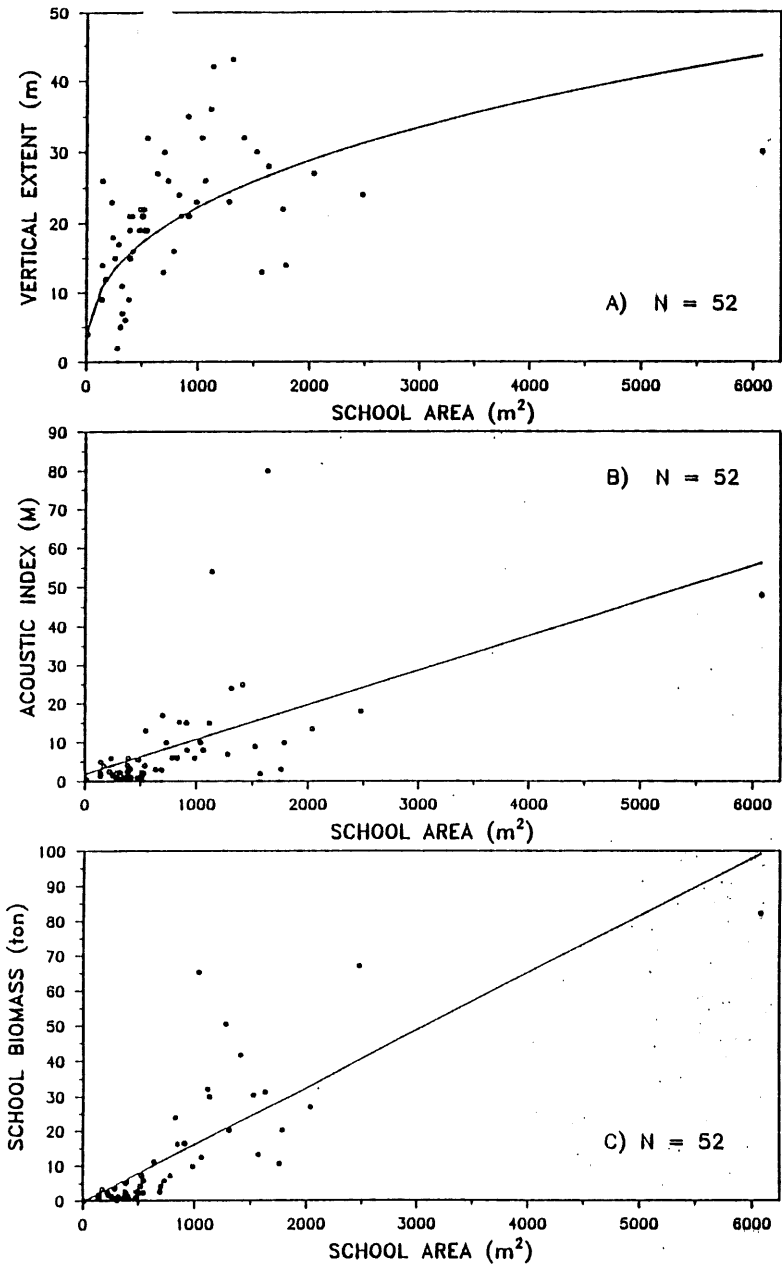 50
40
30
20
10
0
VERTICAL EXTENT (m)
A) N = 52
0 1000 2000 3000 4000 5000 6000
SCHOOL AREA (m²)
90
80
70
60
50
40
30
20
10
0
ACOUSTIC INDEX (M)
B) N = 52
0 1000 2000 3000 4000 5000 6000
SCHOOL AREA (m²)
100
90
80
70
60
50
40
30
20
10
0
SCHOOL BIOMASS (ton)
C) N = 52
0 1000 2000 3000 4000 5000 6000
SCHOOL AREA (m²)